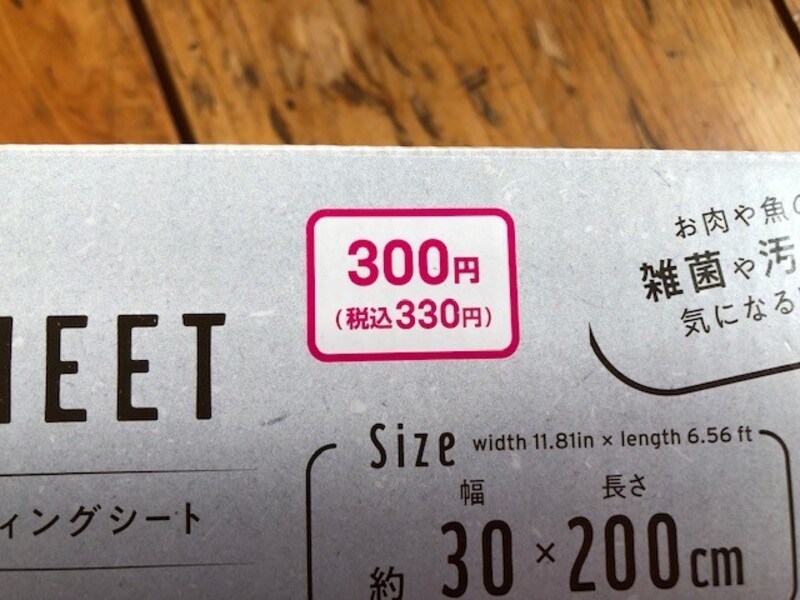 300円
(税込330円)
お肉や魚の
雑菌や汚
気になる
HEET
ィングシート
Size width 11.81in × length 6.56 ft
幅 長さ
約 30 × 200cm